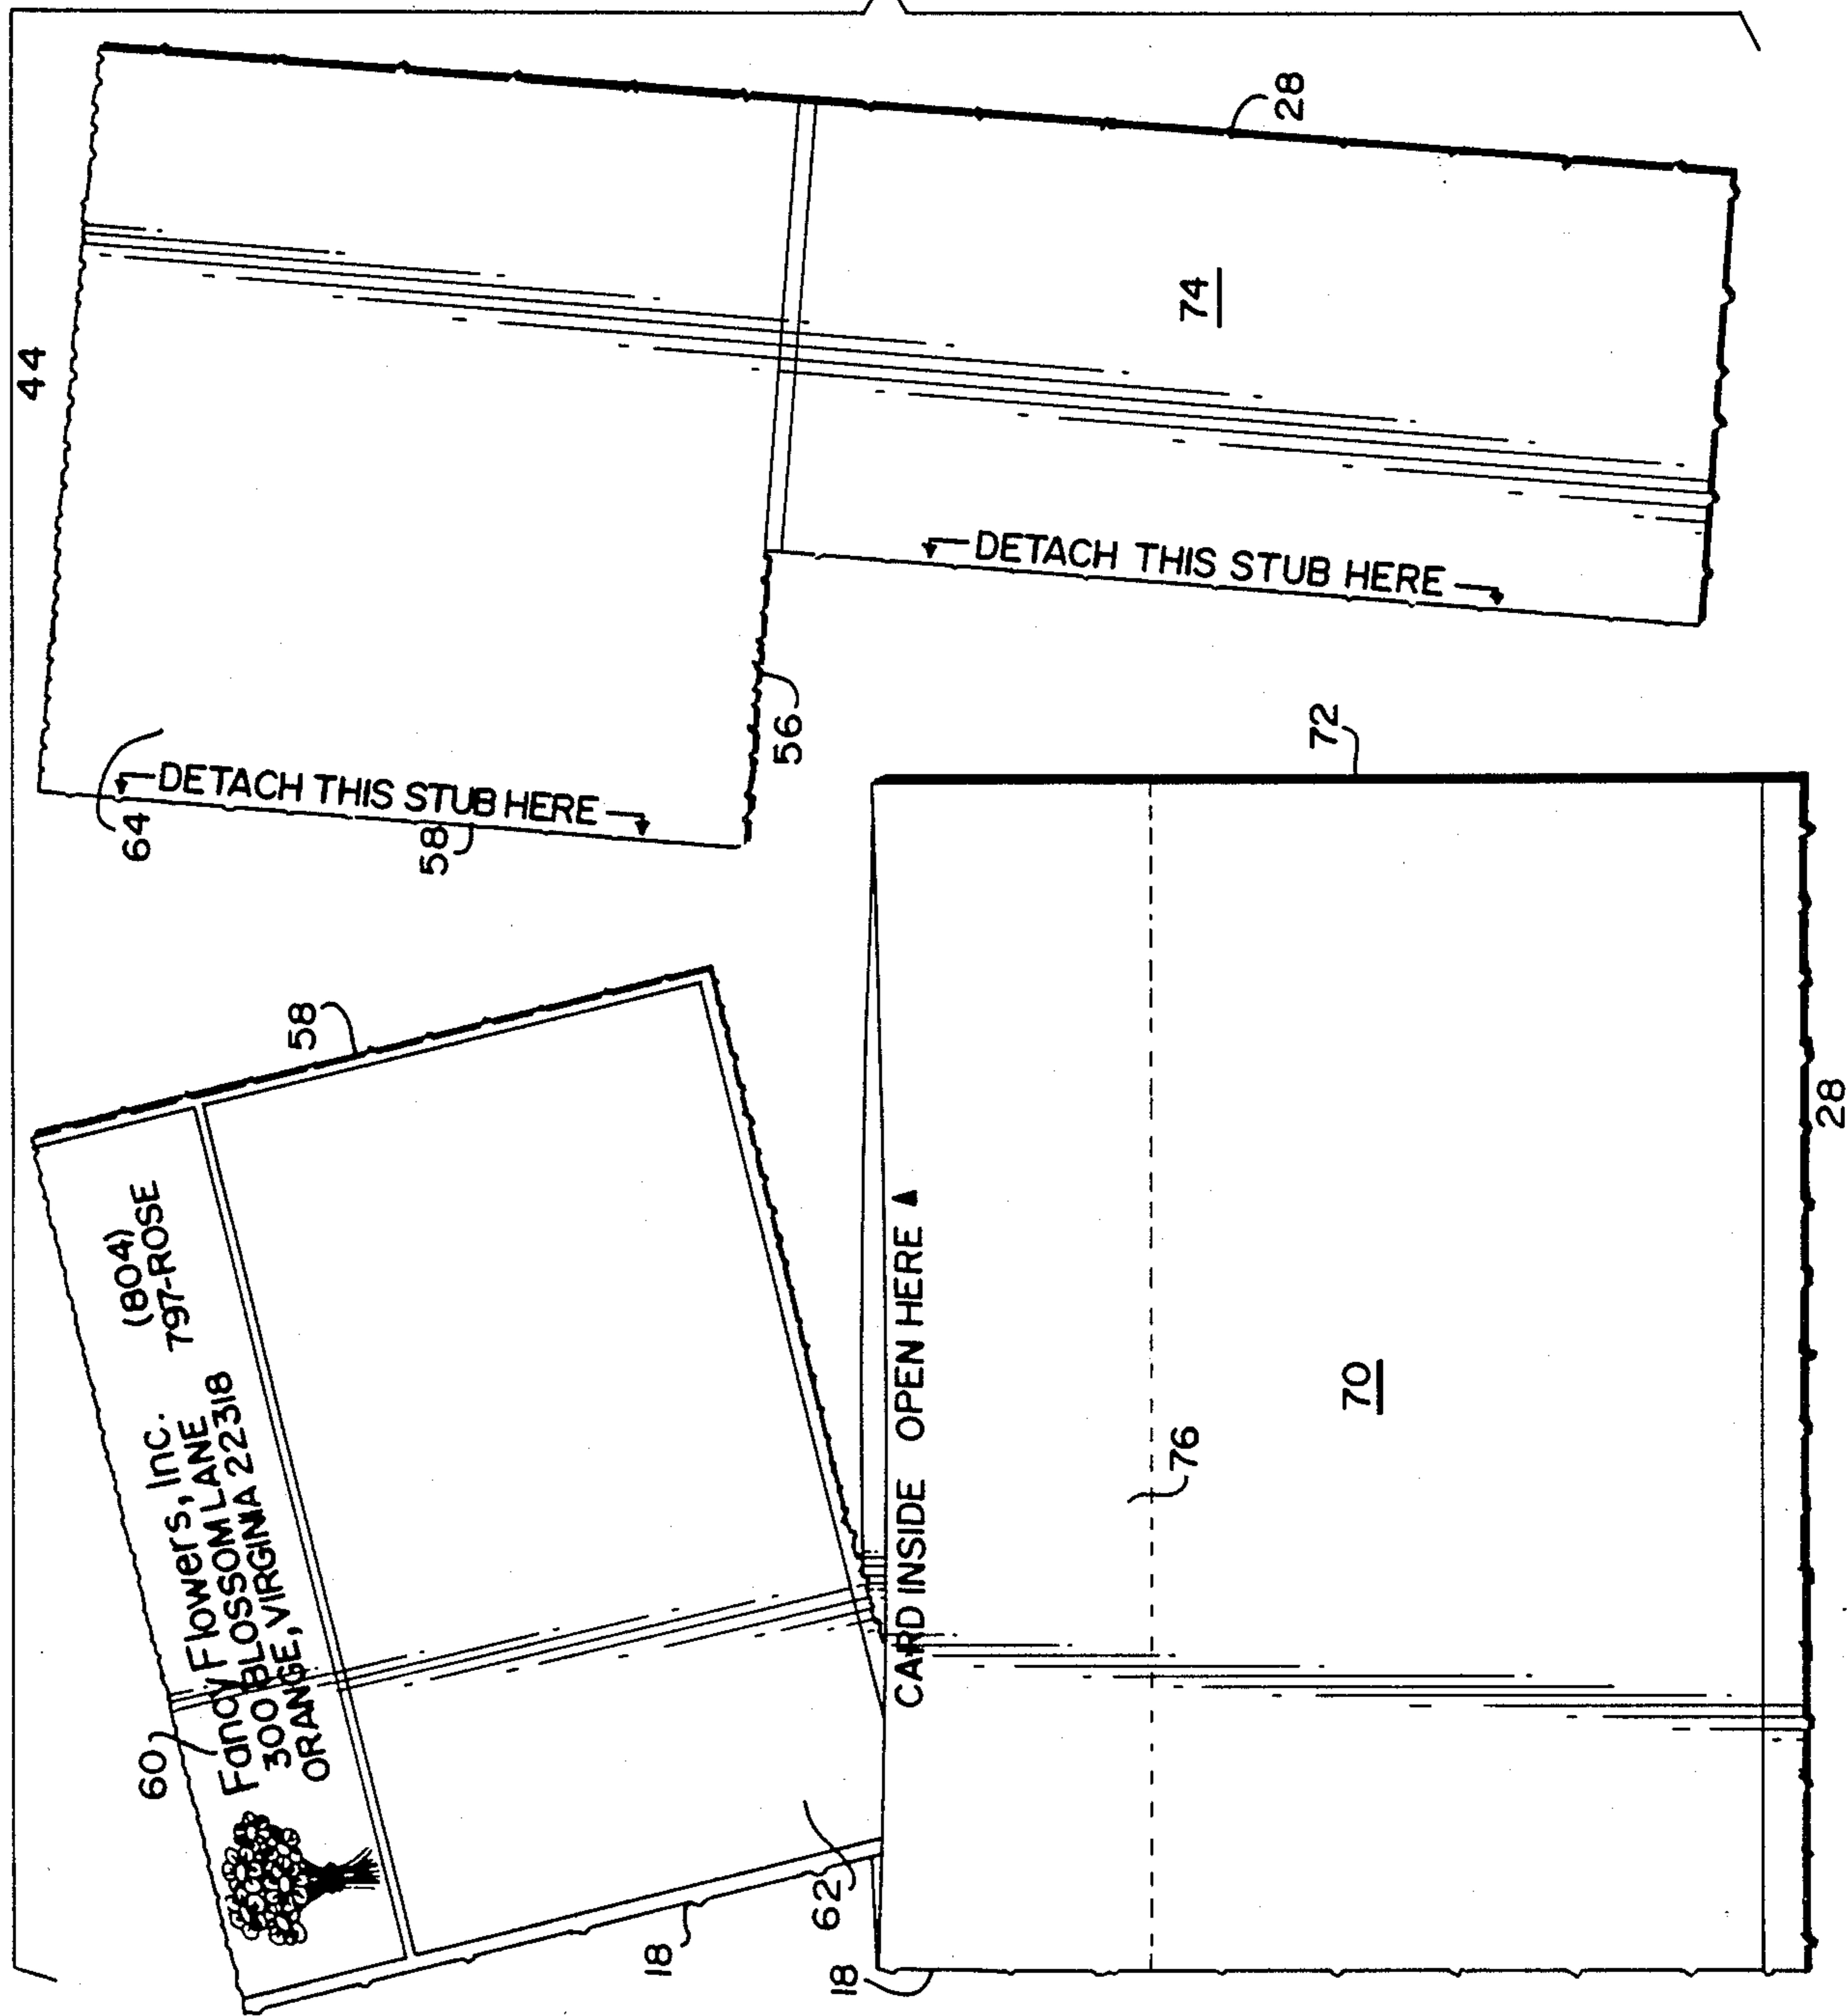 44
64
DETACH THIS STUB HERE
58
56
DETACH THIS STUB HERE
74
28
60
Fancy Flowers, Inc.
300 BLOSSOM LANE
ORANGE, VIRGINIA 22318
(804)
797-ROSE
58
62
18
18
CARD INSIDE OPEN HERE
72
76
70
28